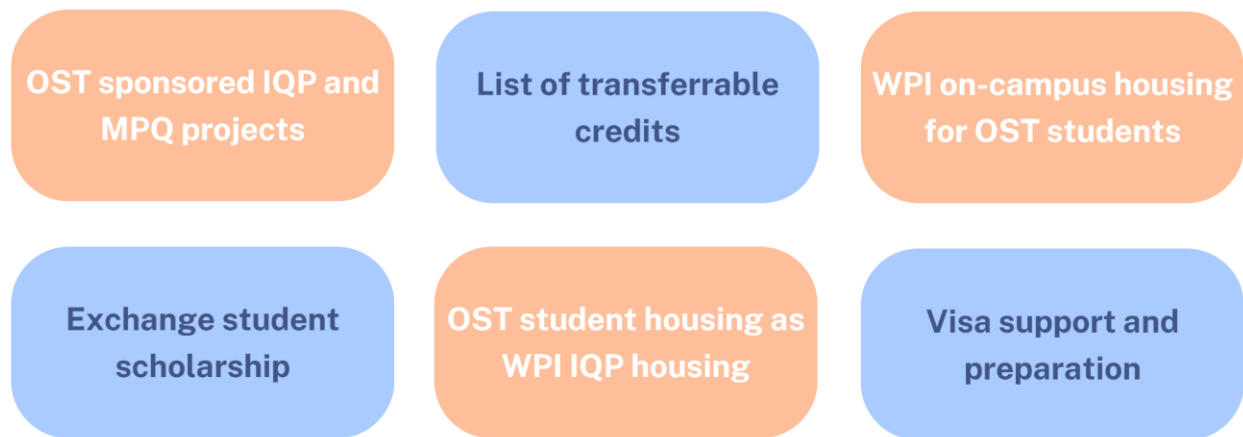 OST sponsored IQP and
MPQ projects
List of transferrable
credits
WPI on-campus housing
for OST students
Exchange student
scholarship
OST student housing as
WPI IQP housing
Visa support and
preparation